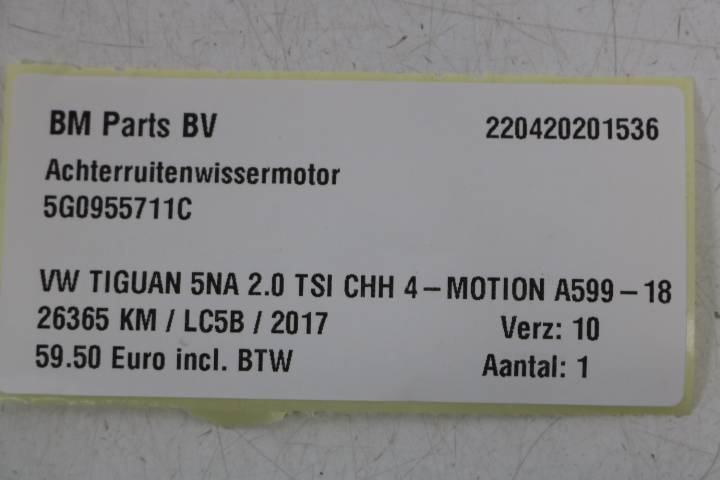 BM Parts BV 220420201536
Achterruitenwissermotor
5G0955711C
VW TIGUAN 5NA 2.0 TSI CHH 4-MOTION A599-18
26365 KM / LC5B / 2017 Verz: 10
59.50 Euro incl. BTW Aantal: 1